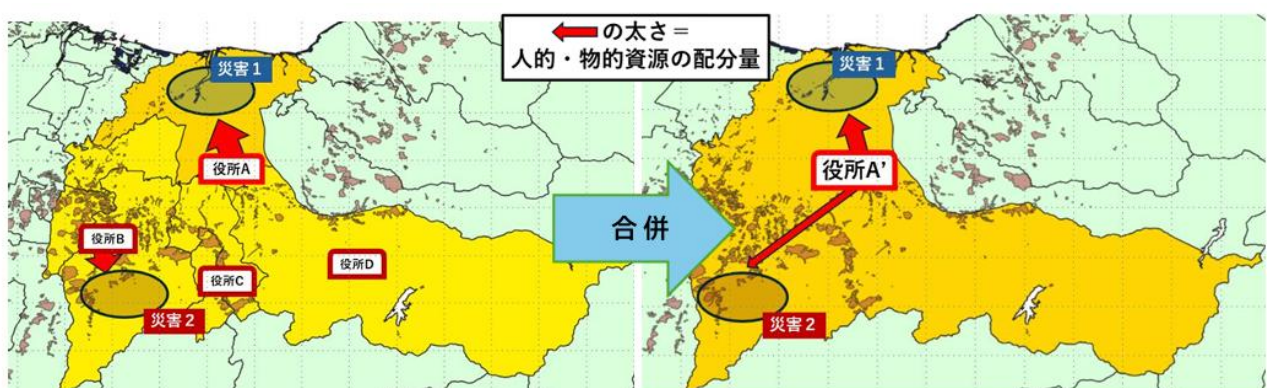 の太さ＝
人的・物的資源の配分量
災害１
役所A
役所B
役所C
役所D
災害２
合併
災害１
役所A’
災害２